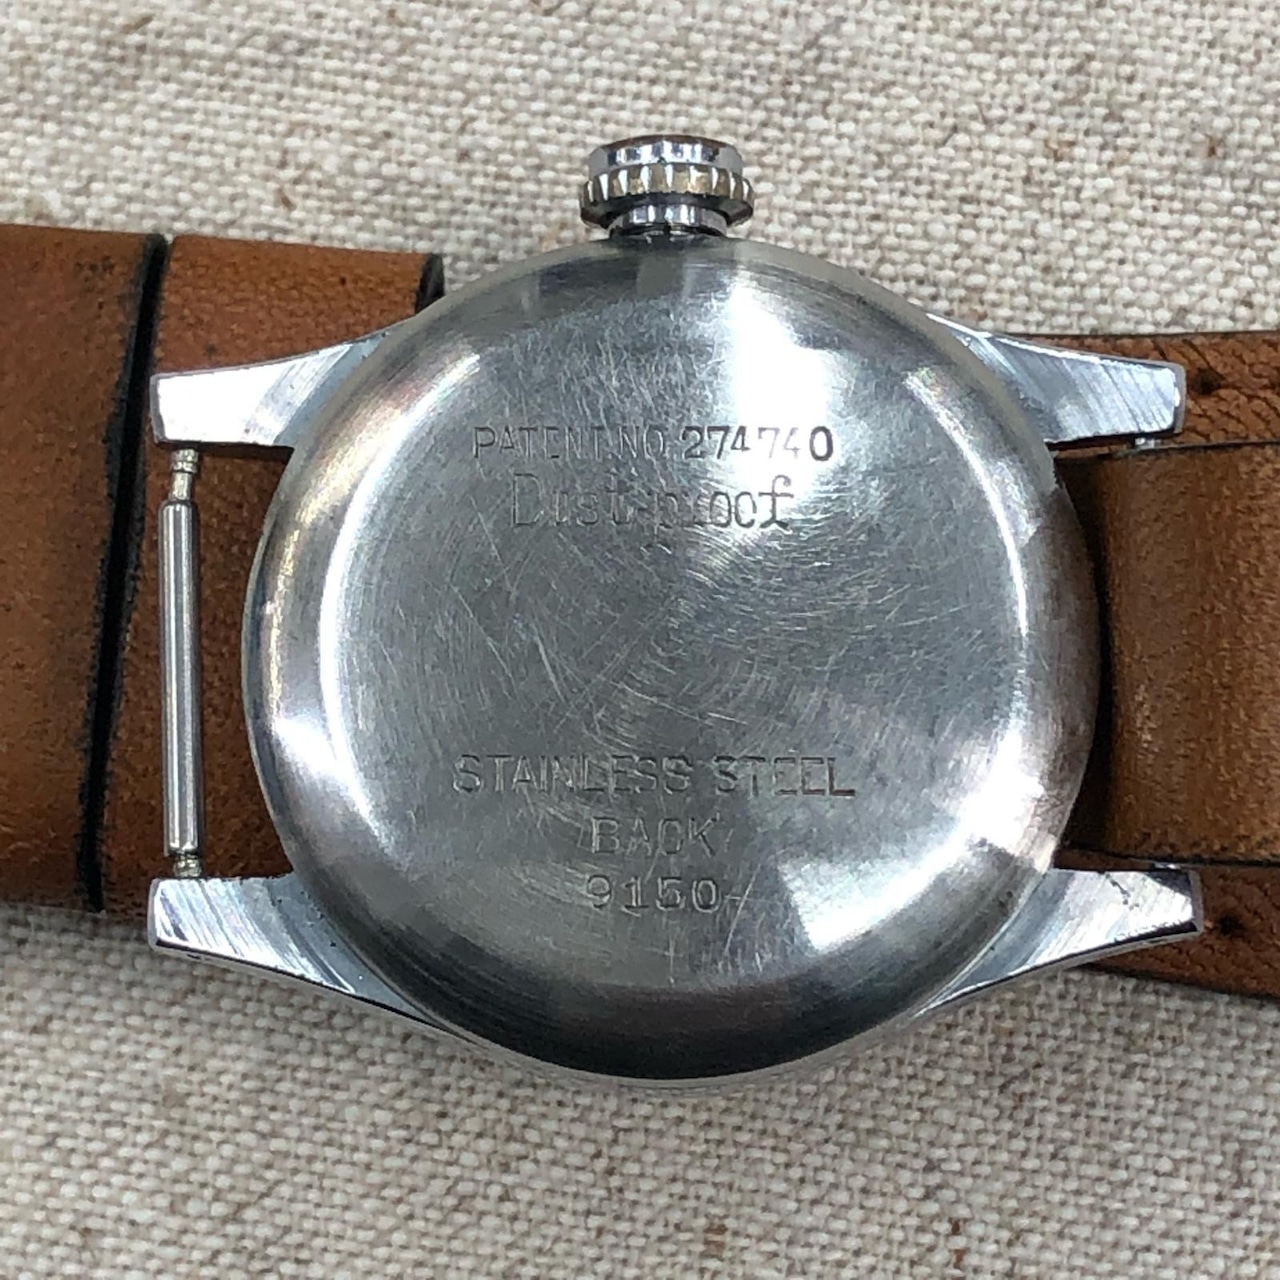 PATENT NO. 274740
Dust-proof
STAINLESS STEEL
BACK
9150